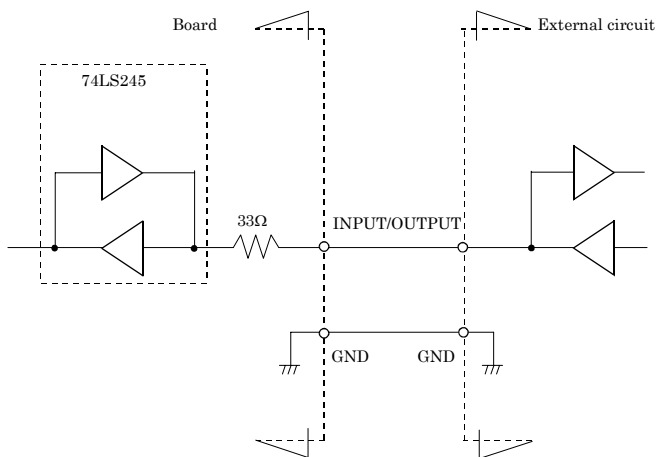 Board
External circuit
74LS245
33Ω
INPUT/OUTPUT
GND
GND